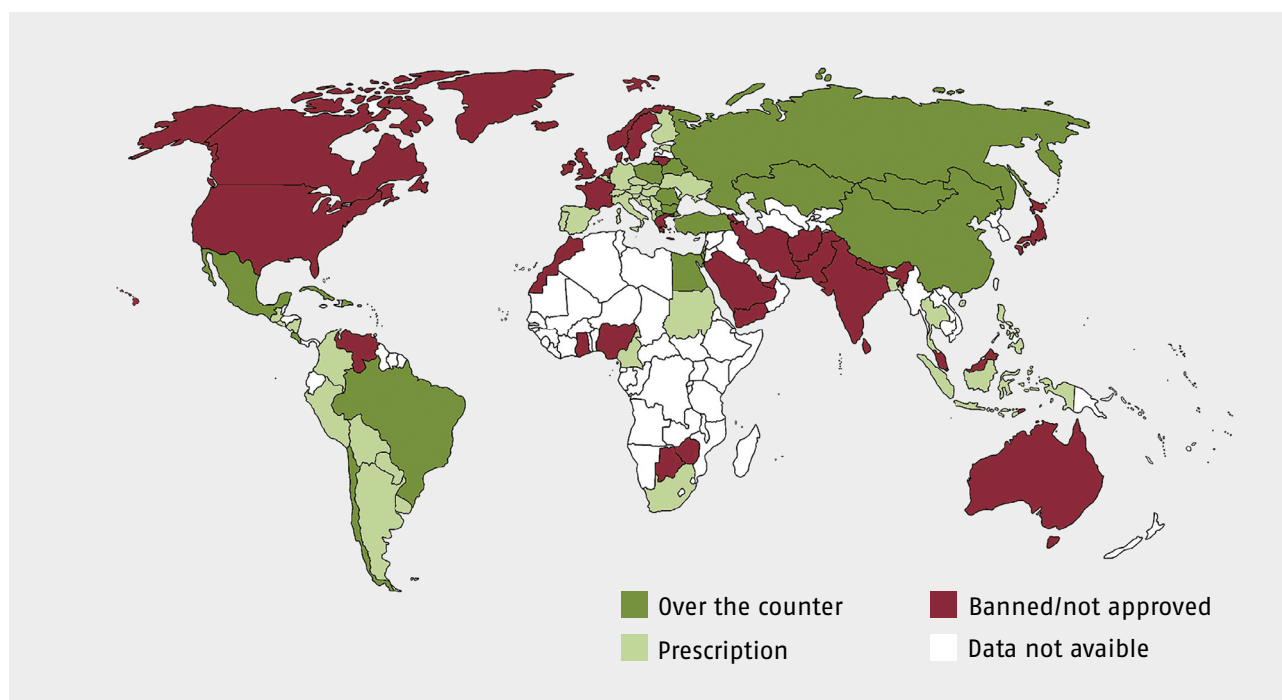 Over the counter
Prescription
Banned/not approved
Data not avaible